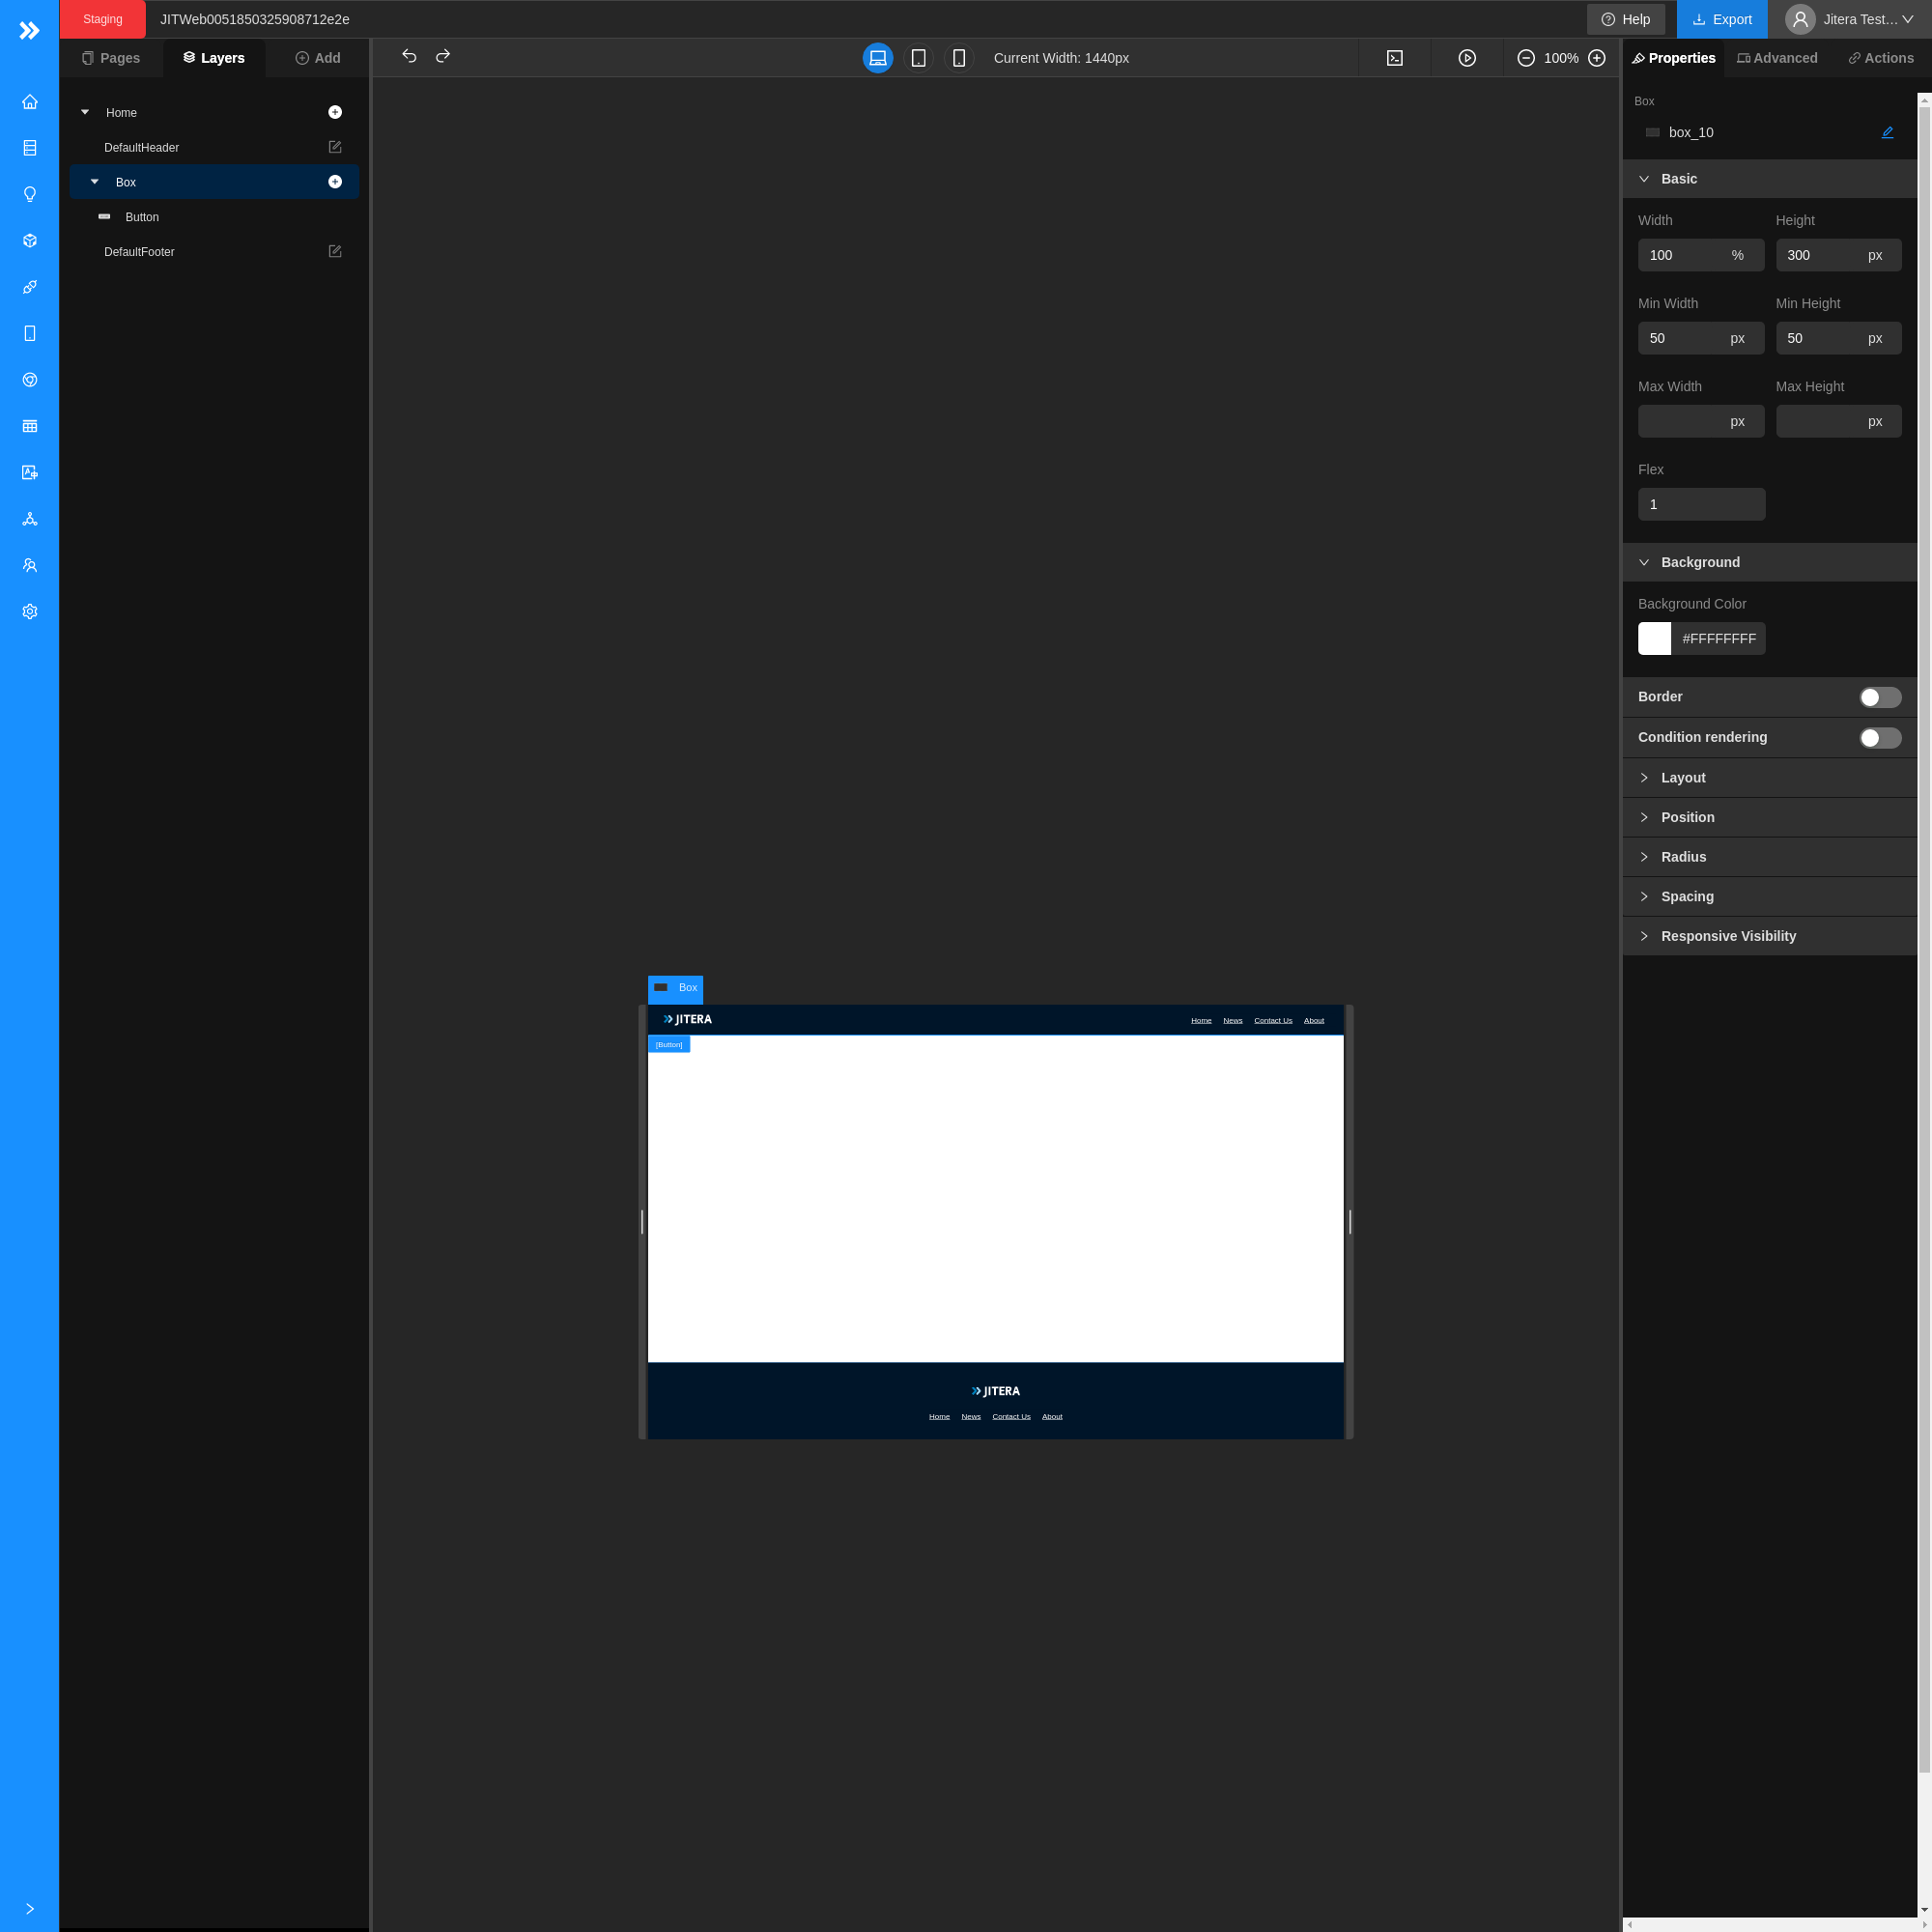 Staging
JITWeb0051850325908712e2e
Help
Export
Jitera Test...
Pages
Layers
Add
Current Width: 1440px
100%
Properties
Advanced
Actions
Home
DefaultHeader
Box
Button
DefaultFooter
Box
box_10
Basic
Width
Height
100 %
300 px
Min Width
Min Height
50 px
50 px
Max Width
Max Height
px
px
Flex
1
Background
Background Color
#FFFFFFFF
Border
Condition rendering
Layout
Position
Radius
Spacing
Responsive Visibility
Box
JITERA
Home News Contact Us About
[Button]
JITERA
Home News Contact Us About